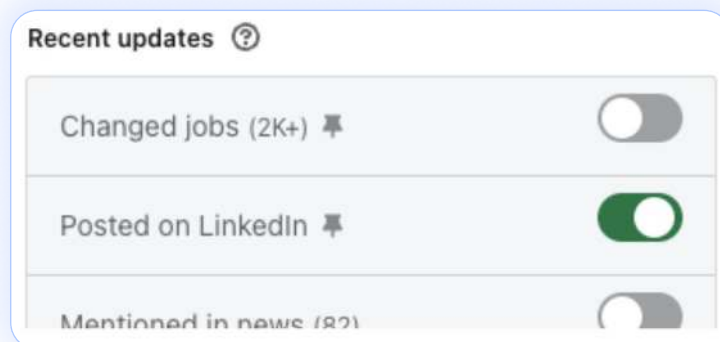 Recent updates
Changed jobs (2K+)
Posted on LinkedIn
Mentioned in news (82)